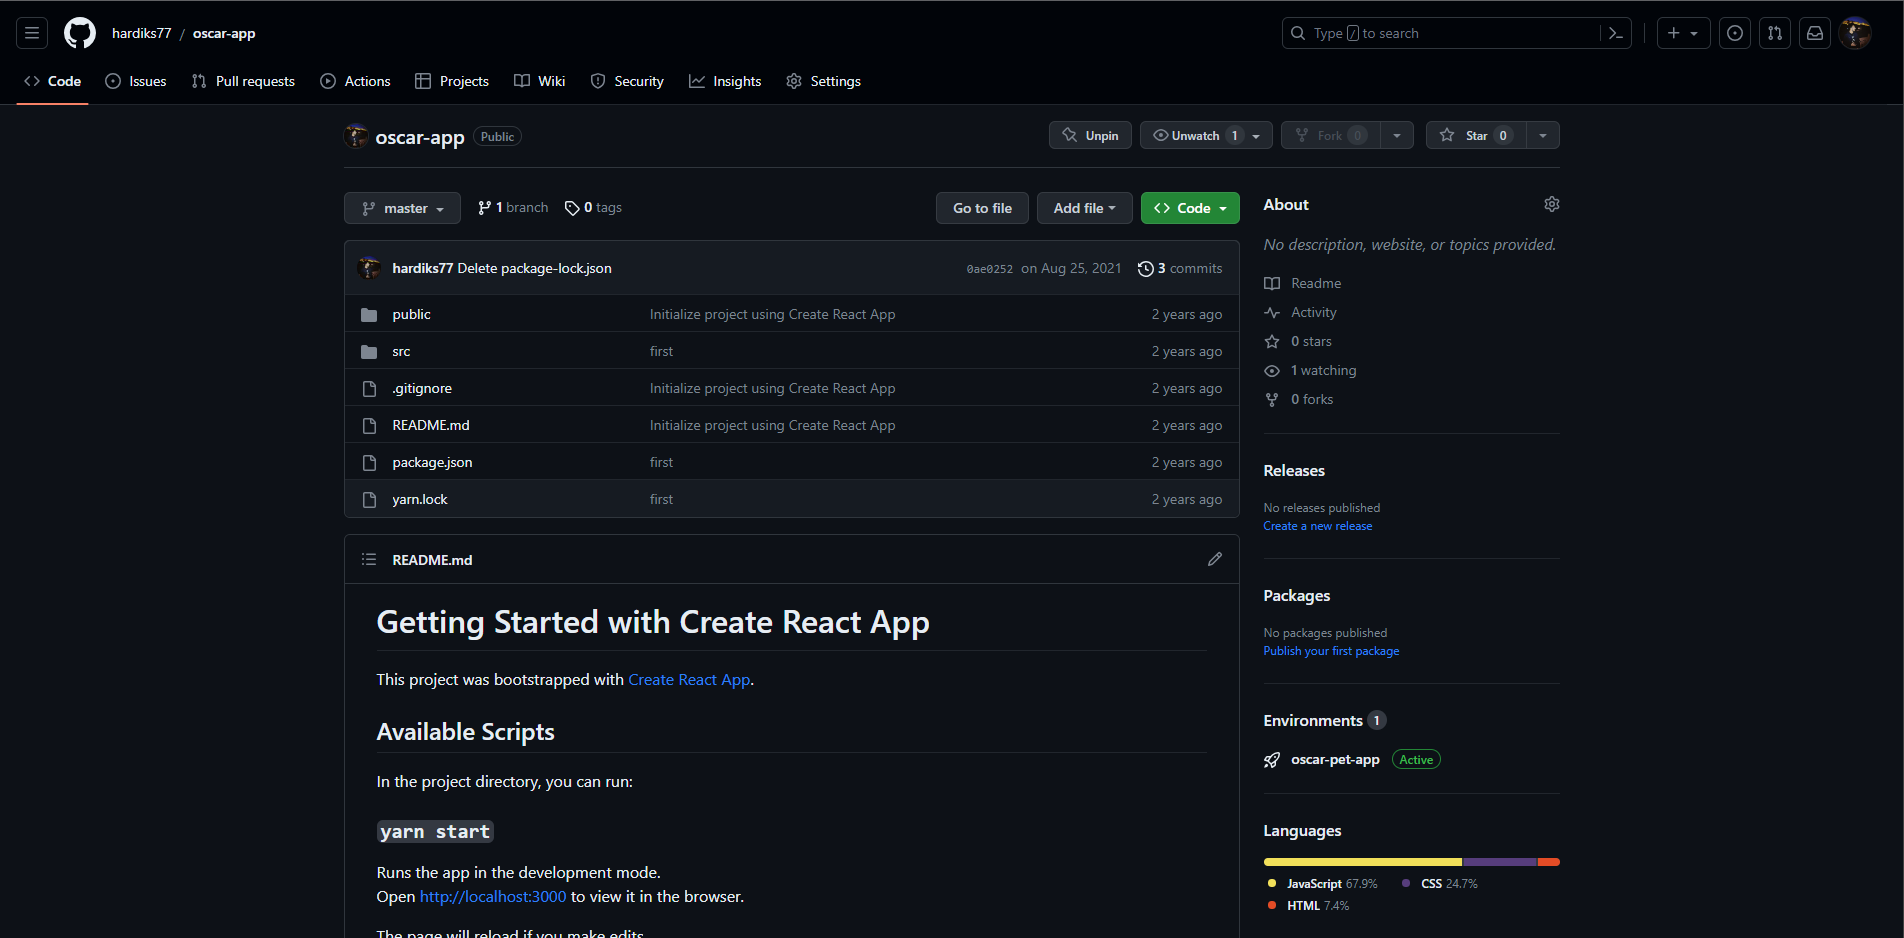 hardiks77 / oscar-app
Type / to search
Code Issues Pull requests Actions Projects Wiki Security Insights Settings
oscar-app Public
Unpin Unwatch 1 Fork 0 Star 0
master 1 branch 0 tags
Go to file Add file Code
hardiks77 Delete package-lock.json 0ae0252 on Aug 25, 2021 3 commits
public Initialize project using Create React App 2 years ago
src first 2 years ago
.gitignore Initialize project using Create React App 2 years ago
README.md Initialize project using Create React App 2 years ago
package.json first 2 years ago
yarn.lock first 2 years ago
README.md
Getting Started with Create React App
This project was bootstrapped with Create React App.
Available Scripts
In the project directory, you can run:
yarn start
Runs the app in the development mode.
Open http://localhost:3000 to view it in the browser.
The page will reload if you make edits.
About
No description, website, or topics provided.
Readme
Activity
0 stars
1 watching
0 forks
Releases
No releases published
Create a new release
Packages
No packages published
Publish your first package
Environments 1
oscar-pet-app Active
Languages
JavaScript 67.9% CSS 24.7%
HTML 7.4%